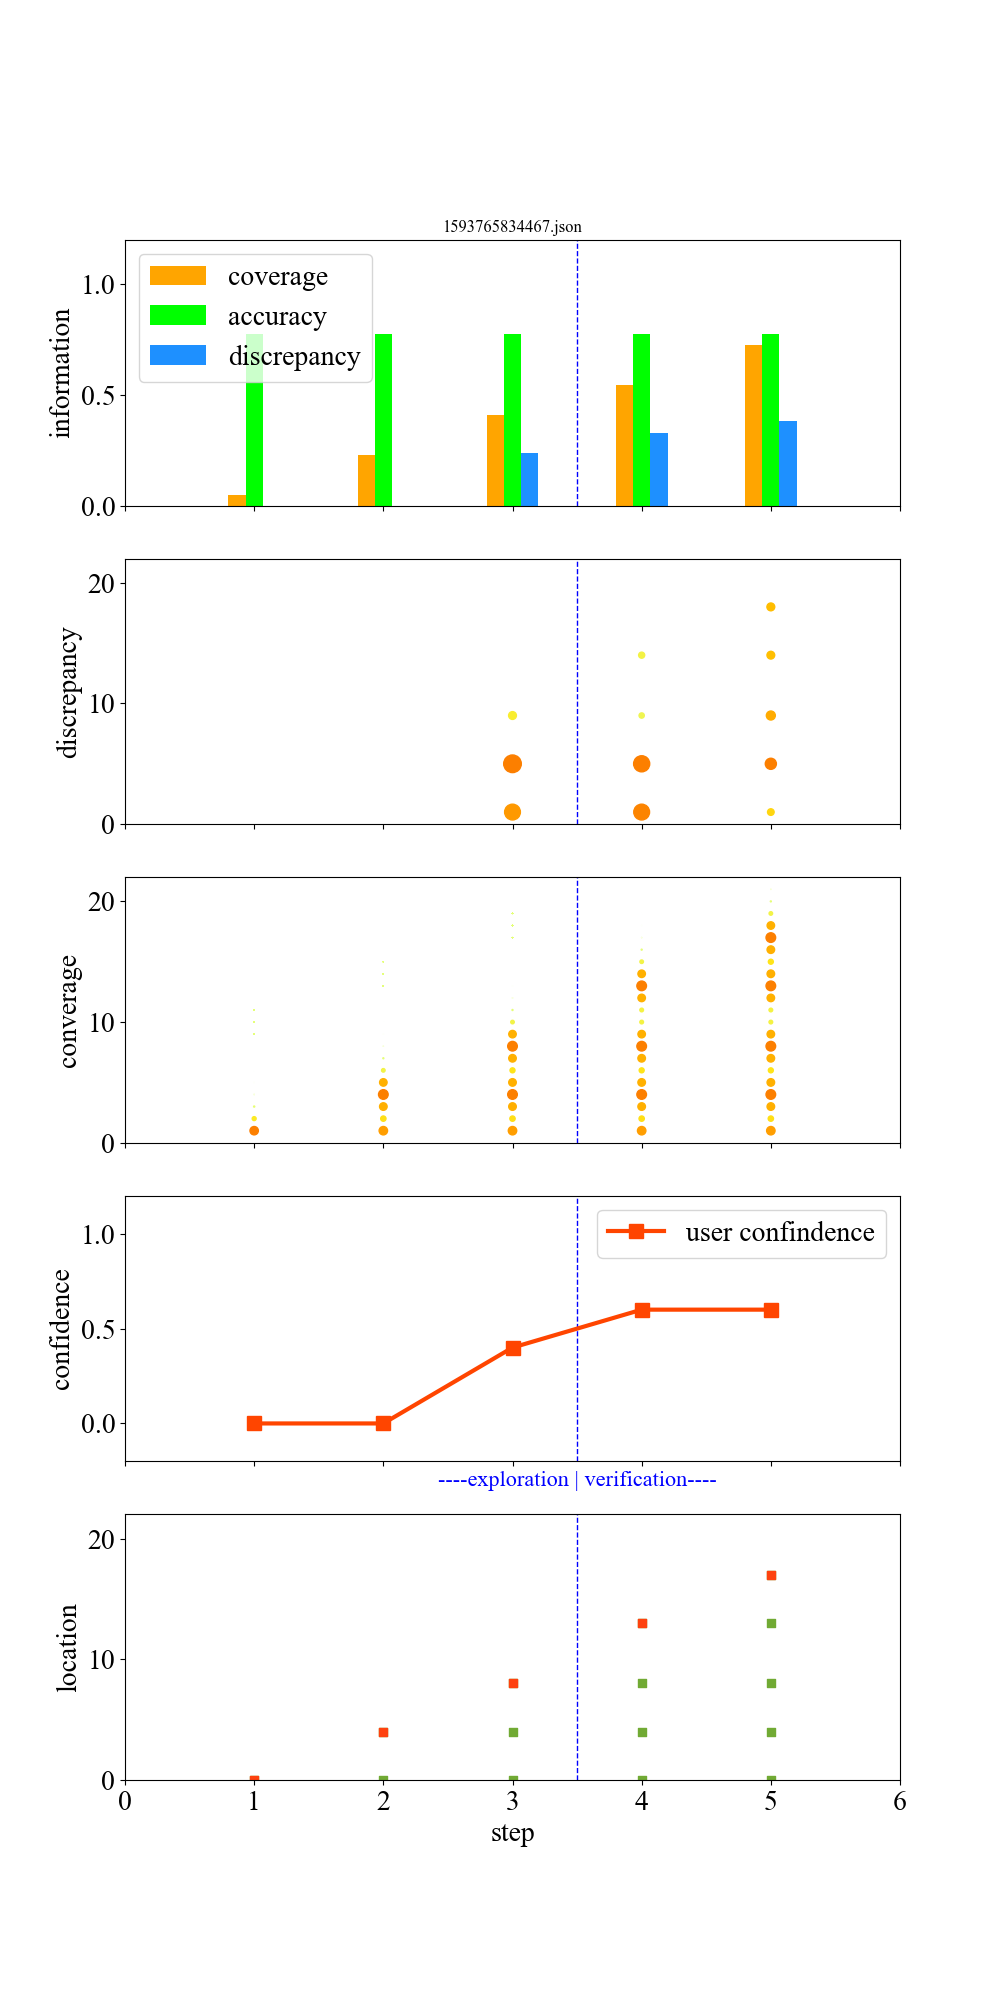 1593765834467.json
coverage
accuracy
discrepancy
information
1.0
0.5
0.0
discrepancy
20
10
0
converage
20
10
0
user confindence
confidence
1.0
0.5
0.0
----exploration | verification----
location
20
10
0
0 1 2 3 4 5 6
step